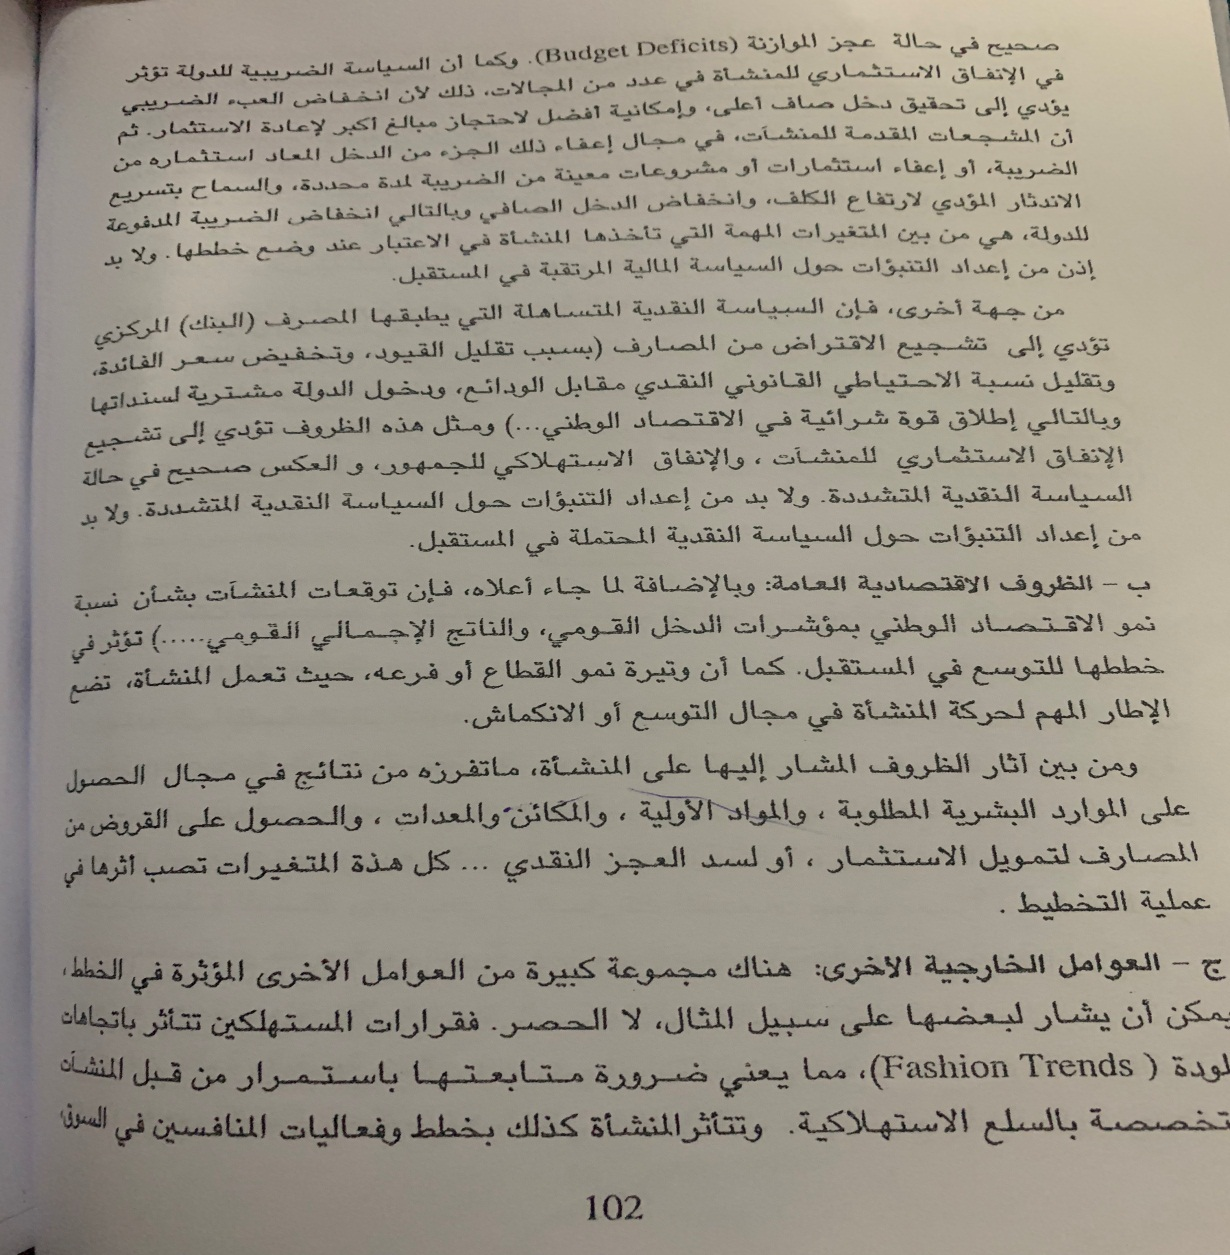 صحيح في حالة عجز الموازنة (Budget Deficits). وكما أن السياسة الضريبية للدولة تؤثر
في الإنفاق الاستثماري للمنشأة في عدد من المجالات، ذلك لأن انخفاض العبء الضريبي
يؤدي إلى تحقيق دخل صاف أعلى، وإمكانية أفضل لاحتجاز مبالغ أكبر لإعادة الاستثمار. ثم
أن المشجعات المقدمة للمنشآت، في مجال إعفاء ذلك الجزء من الدخل المعاد استثماره من
الضريبة، أو إعفاء استثمارات أو مشروعات معينة من الضريبة لمدة محددة، والسماح بتسريع
الاندثار المؤدي لارتفاع الكلف، وانخفاض الدخل الصافي وبالتالي انخفاض الضريبة المدفوعة
للدولة، هي من بين المتغيرات المهمة التي تأخذها المنشأة في الاعتبار عند وضع خططها. ولا بد
إذن من إعداد التنبؤات حول السياسة المالية المرتقبة في المستقبل.
من جهة أخرى، فإن السياسة النقدية المتساهلة التي يطبقها المصرف (البنك) المركزي
تؤدي إلى تشجيع الاقتراض من المصارف (بسبب تقليل القيود، وتخفيض سعر الفائدة،
وتقليل نسبة الاحتياطي القانوني النقدي مقابل الودائع، ودخول الدولة مشترية لسنداتها
وبالتالي إطلاق قوة شرائية في الاقتصاد الوطني...) ومثل هذه الظروف تؤدي إلى تشجيع
الإنفاق الاستثماري للمنشآت ، والإنفاق الاستهلاكي للجمهور، و العكس صحيح في حالة
السياسة النقدية المتشددة. ولا بد من إعداد التنبؤات حول السياسة النقدية المتشددة. ولا بد
من إعداد التنبؤات حول السياسة النقدية المحتملة في المستقبل.
ب – الظروف الاقتصادية العامة: وبالإضافة لما جاء أعلاه، فإن توقعات المنشآت بشأن نسبة
نمو الاقتصاد الوطني بمؤشرات الدخل القومي، والناتج الإجمالي القومي.....) تؤثر في
خططها للتوسع في المستقبل. كما أن وتيرة نمو القطاع أو فرعه، حيث تعمل المنشأة، تضع
الإطار المهم لحركة المنشأة في مجال التوسع أو الانكماش.
ومن بين آثار الظروف المشار إليها على المنشأة، ماتفرزه من نتائج في مجال الحصول
على الموارد البشرية المطلوبة ، والمواد الأولية ، والمكائن والمعدات ، والحصول على القروض من
المصارف لتمويل الاستثمار ، أو لسد العجز النقدي ... كل هذة المتغيرات تصب أثرها في
عملية التخطيط .
ج – العوامل الخارجية الأخرى: هناك مجموعة كبيرة من العوامل الأخرى المؤثرة في الخطط،
يمكن أن يشار لبعضها على سبيل المثال، لا الحصر. فقرارات المستهلكين تتأثر باتجاهات
لودة ( Fashion Trends)، مما يعني ضرورة متابعتها باستمرار من قبل المنشآت
تخصصة بالسلع الاستهلاكية. وتتأثرالمنشأة كذلك بخطط وفعاليات المنافسين في السوق،
102